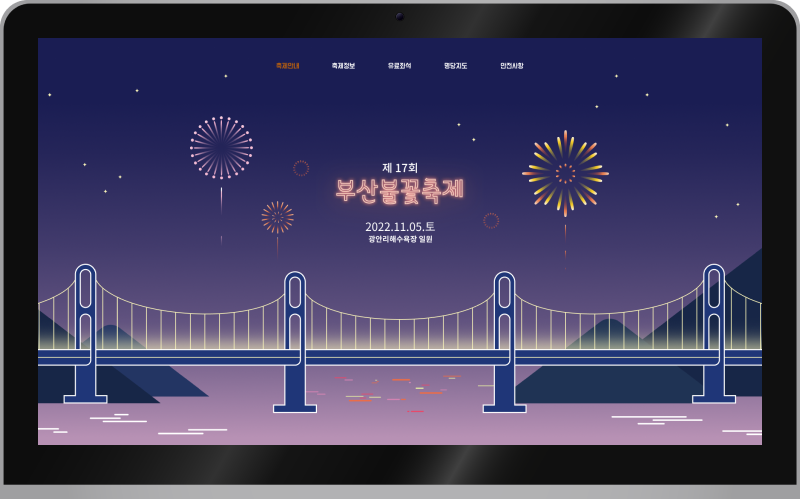 축제안내 축제정보 유료좌석 명당지도 안전사항
제 17회
부산불꽃축제
2022.11.05.토
광안리해수욕장 일원